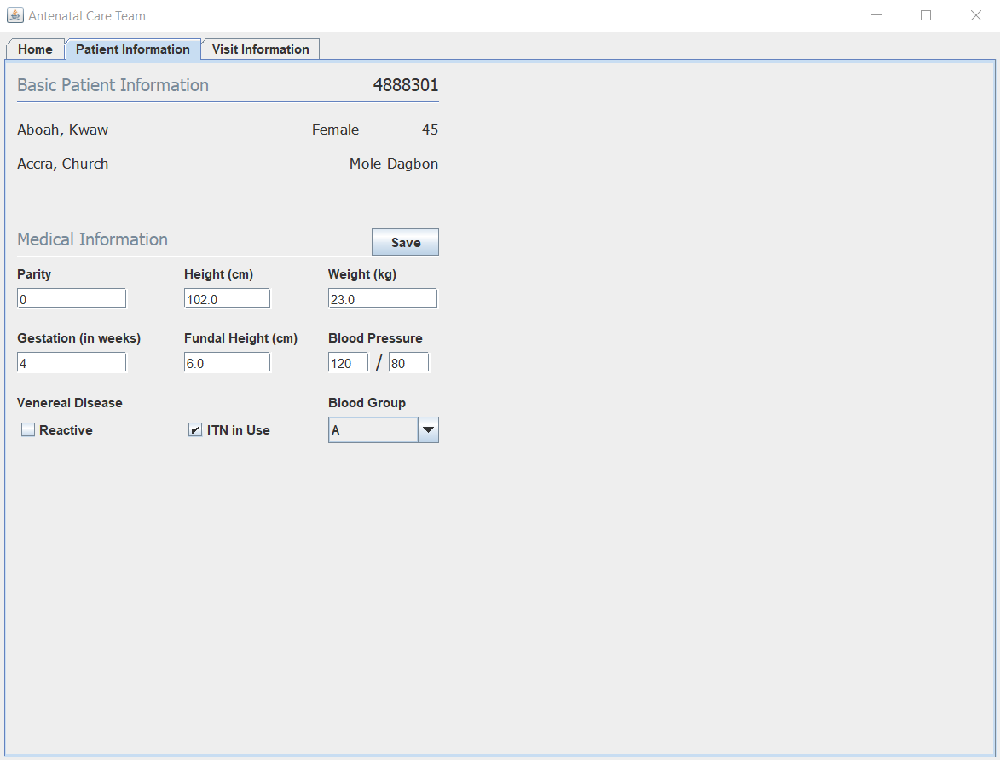 Antenatal Care Team
Home Patient Information Visit Information
Basic Patient Information 4888301
Aboah, Kwaw Female 45
Accra, Church Mole-Dagbon
Medical Information Save
Parity Height (cm) Weight (kg)
0 102.0 23.0
Gestation (in weeks) Fundal Height (cm) Blood Pressure
4 6.0 120 / 80
Venereal Disease Blood Group
Reactive ITN in Use A